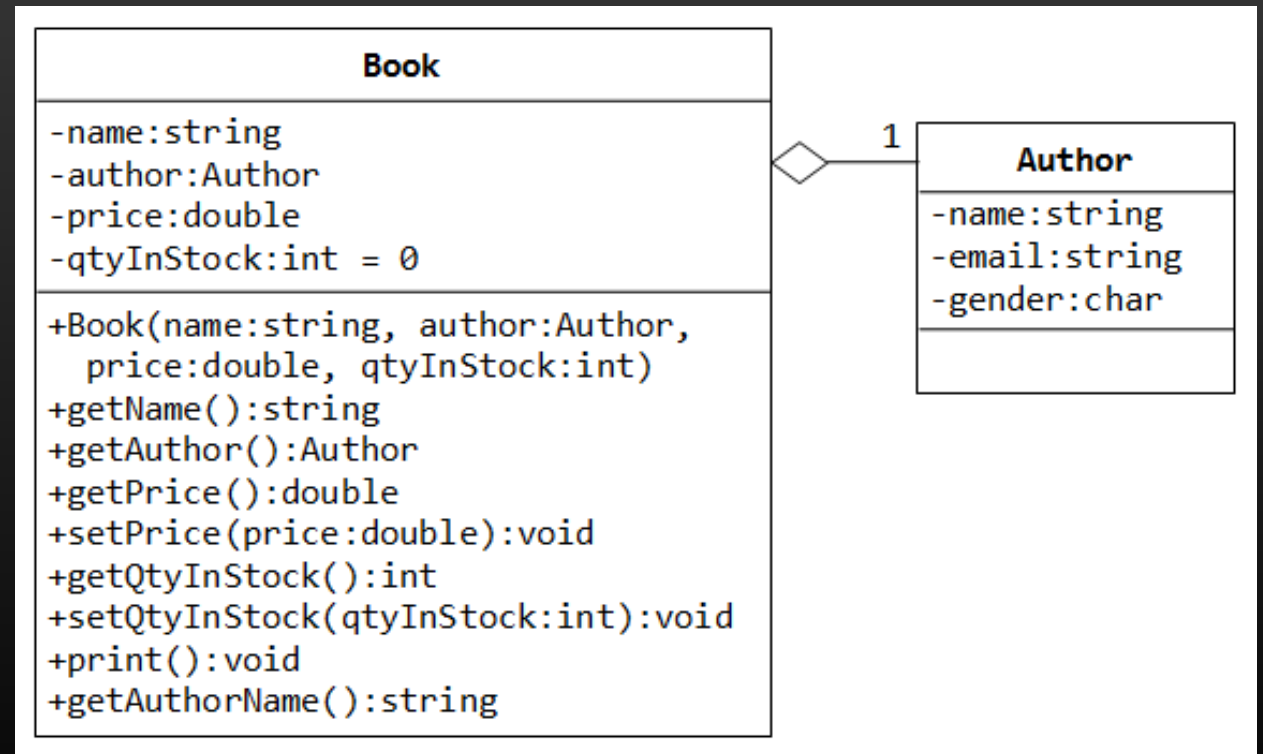 Book
-name:string
-author:Author
-price:double
-qtyInStock:int = 0
+Book(name:string, author:Author,
price:double, qtyInStock:int)
+getName():string
+getAuthor():Author
+getPrice():double
+setPrice(price:double):void
+getQtyInStock():int
+setQtyInStock(qtyInStock:int):void
+print():void
+getAuthorName():string
1
Author
-name:string
-email:string
-gender:char